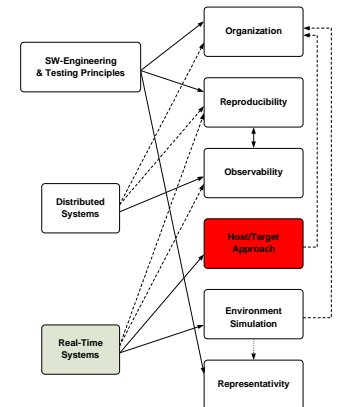 Organization
SW-Engineering
& Testing Principles
Reproducibility
Observability
Distributed
Systems
Host/Target
Approach
Environment
Simulation
Real-Time
Systems
Representativity